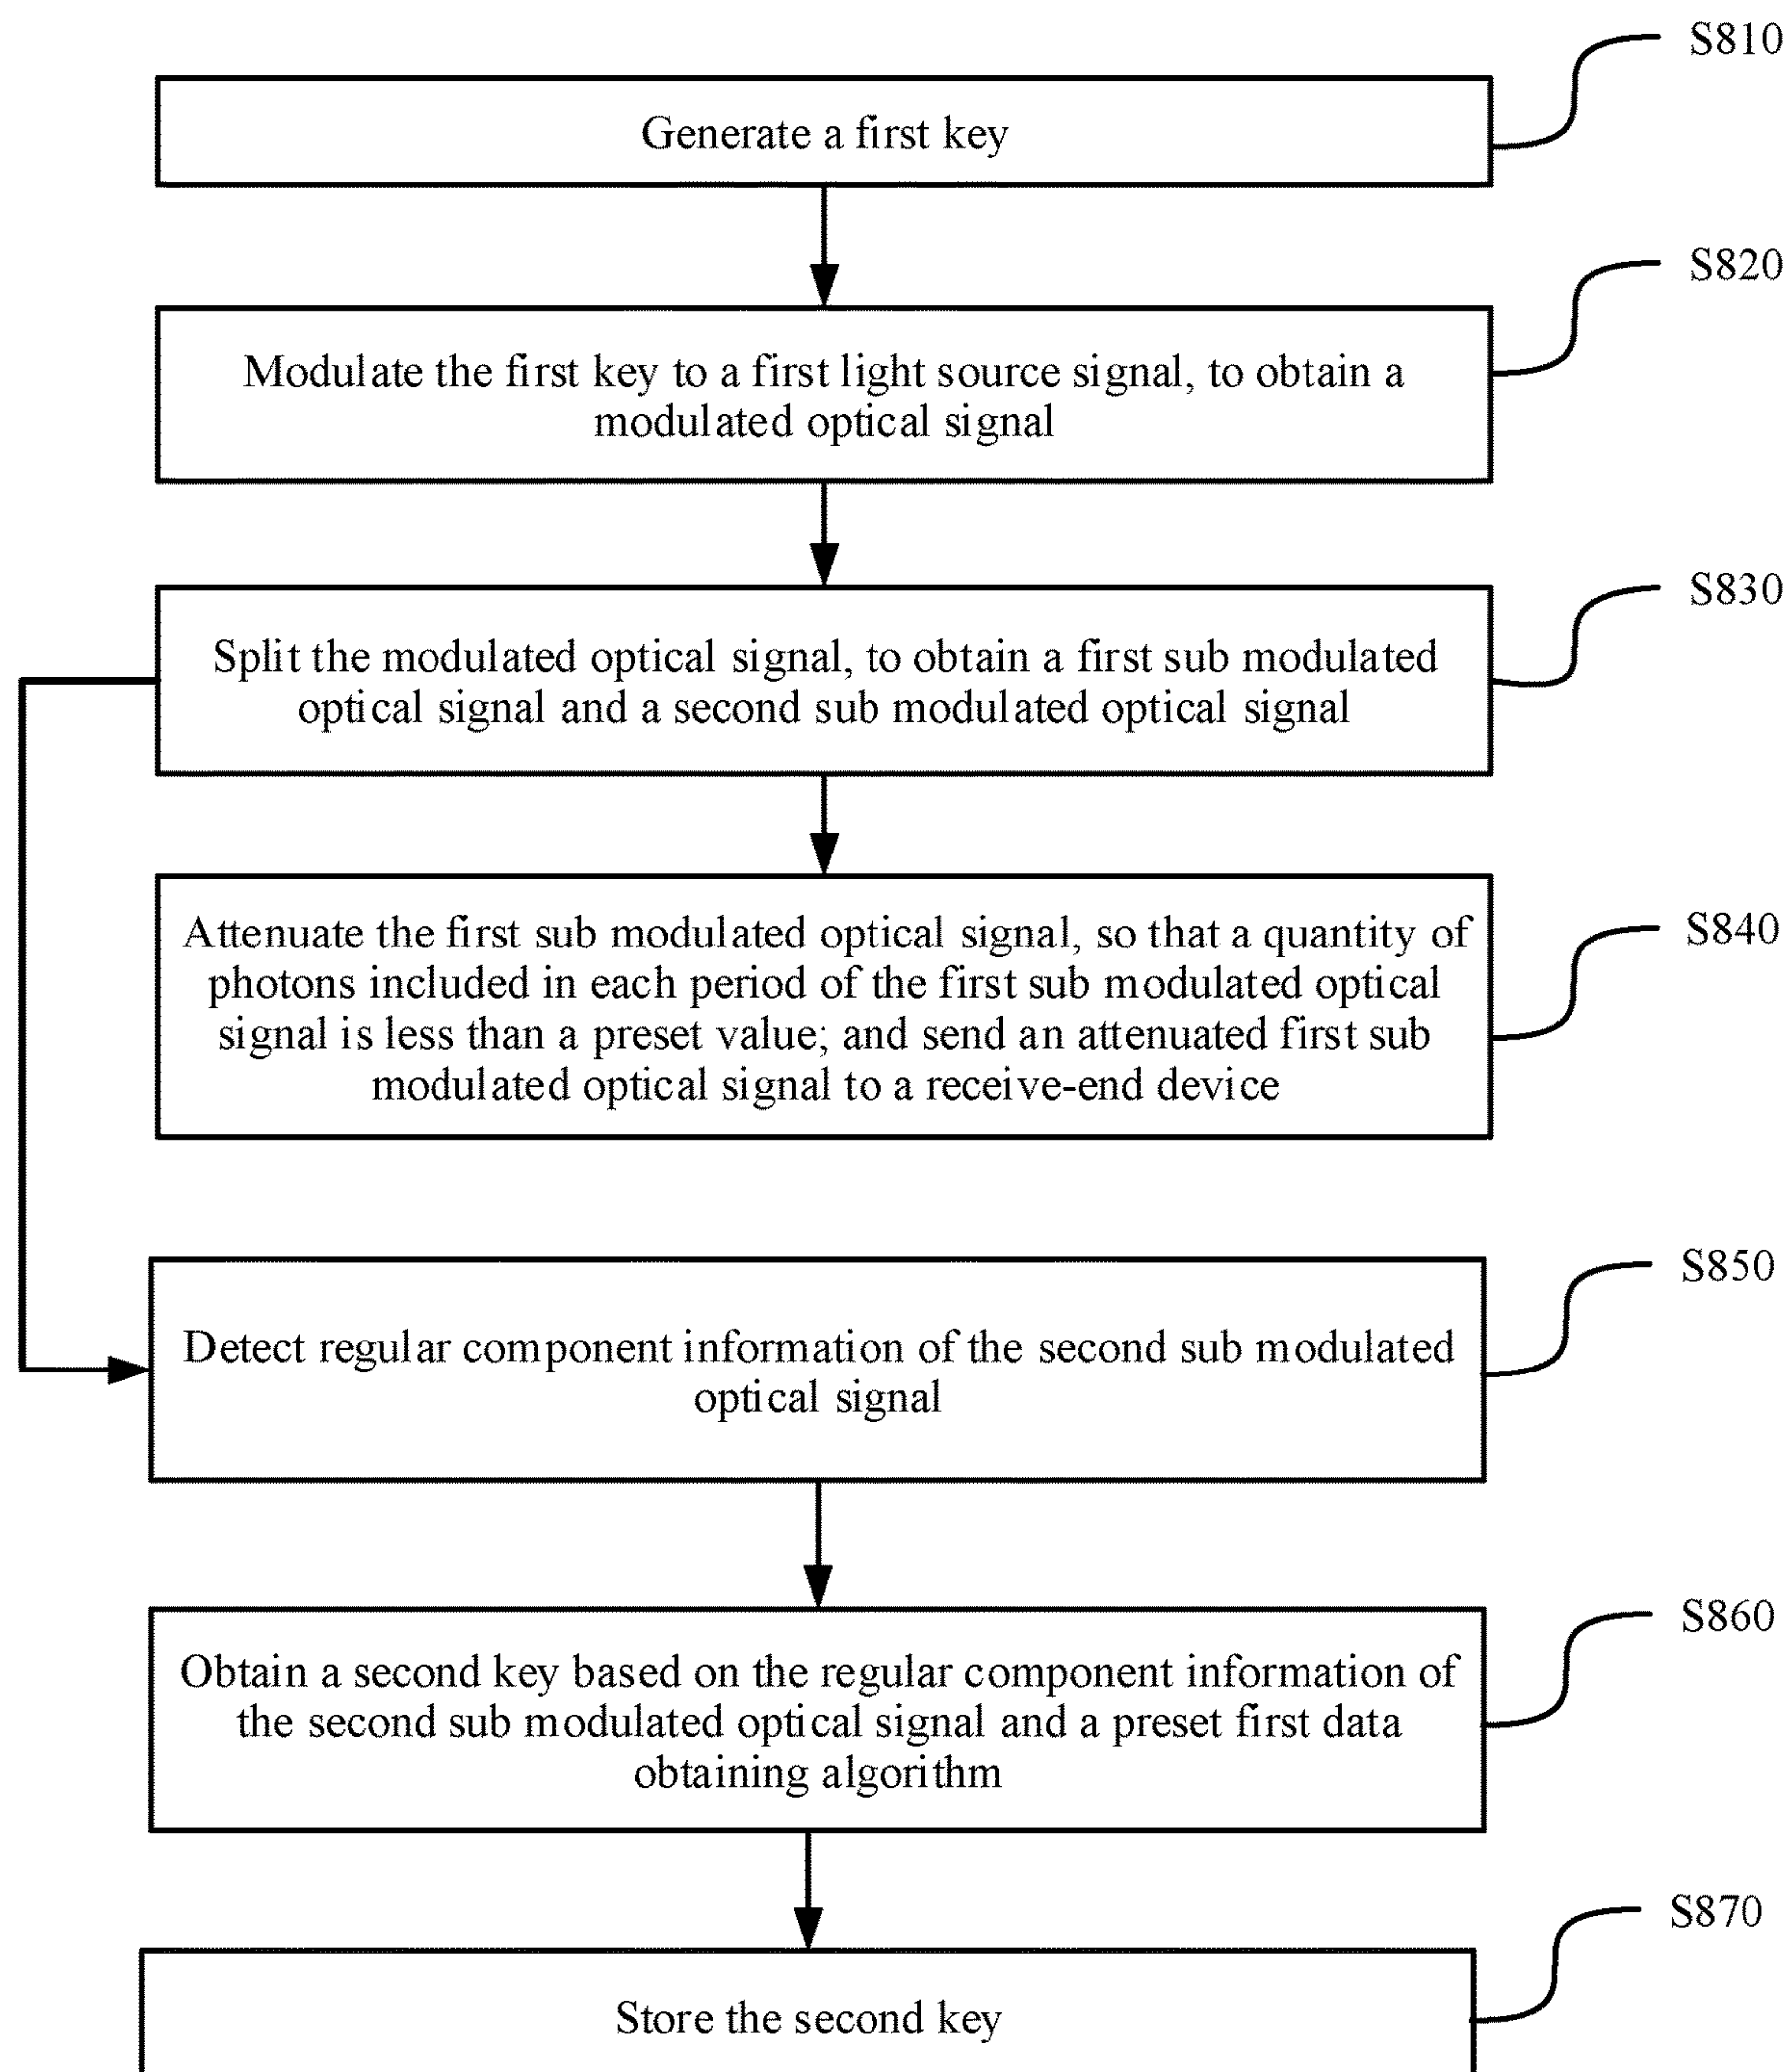 S810
Generate a first key
S820
Modulate the first key to a first light source signal, to obtain a
modulated optical signal
S830
Split the modulated optical signal, to obtain a first sub modulated
optical signal and a second sub modulated optical signal
S840
Attenuate the first sub modulated optical signal, so that a quantity of
photons included in each period of the first sub modulated optical
signal is less than a preset value; and send an attenuated first sub
modulated optical signal to a receive-end device
S850
Detect regular component information of the second sub modulated
optical signal
S860
Obtain a second key based on the regular component information of
the second sub modulated optical signal and a preset first data
obtaining algorithm
S870
Store the second key